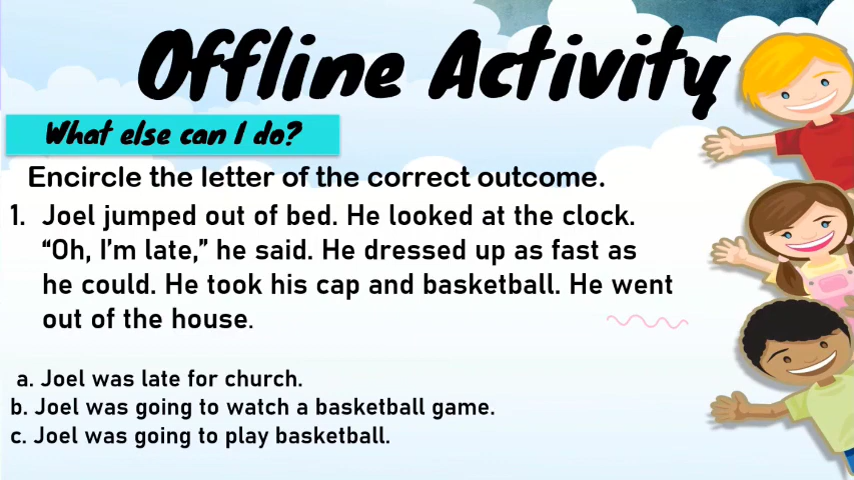 Offline Activity
What else can I do?
Encircle the letter of the correct outcome.
1. Joel jumped out of bed. He looked at the clock.
“Oh, I’m late,” he said. He dressed up as fast as
he could. He took his cap and basketball. He went
out of the house.
a. Joel was late for church.
b. Joel was going to watch a basketball game.
c. Joel was going to play basketball.